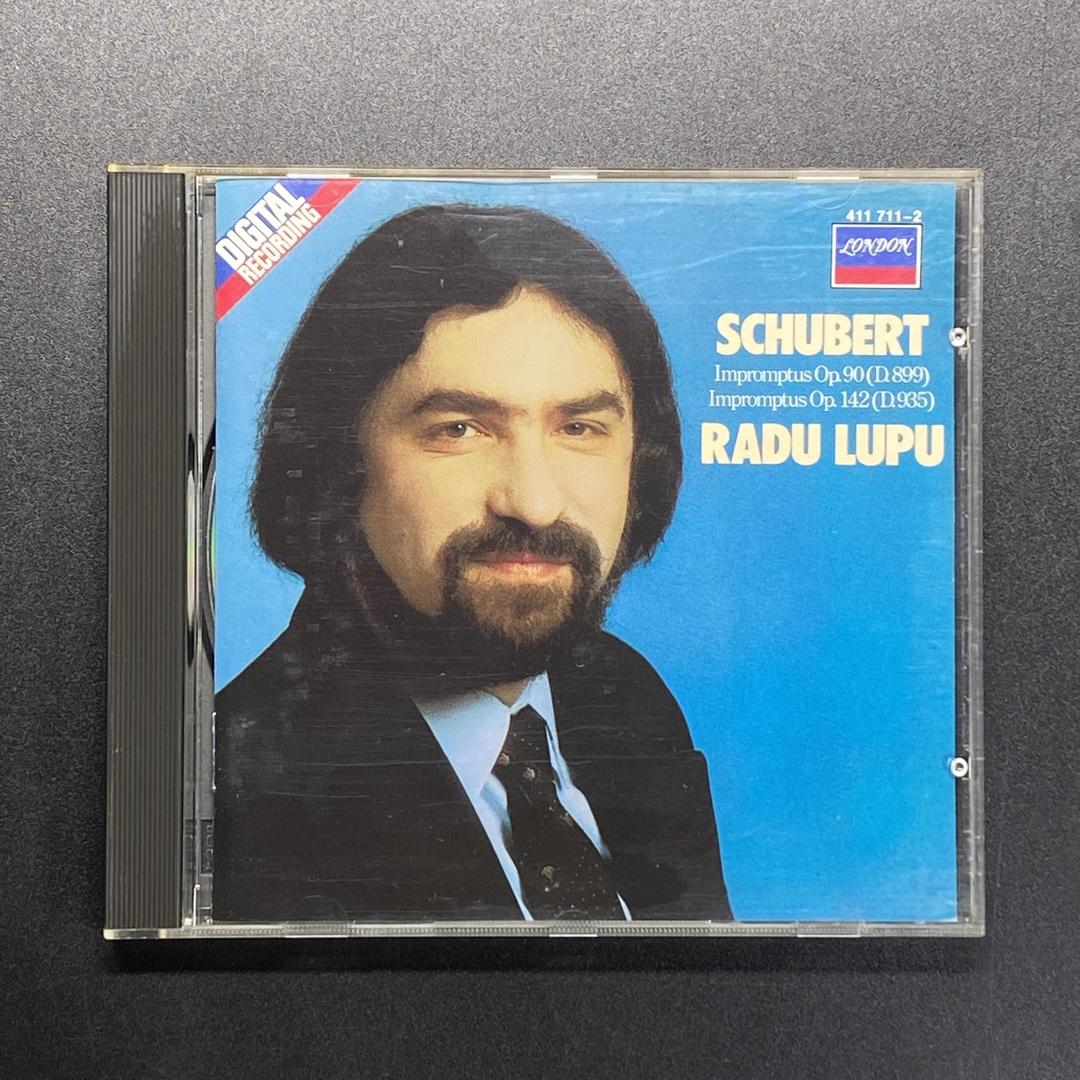 DIGITAL
RECORDING
411 711-2
LONDON
SCHUBERT
Impromptus Op.90 (D.899)
Impromptus Op. 142 (D.935)
RADU LUPU